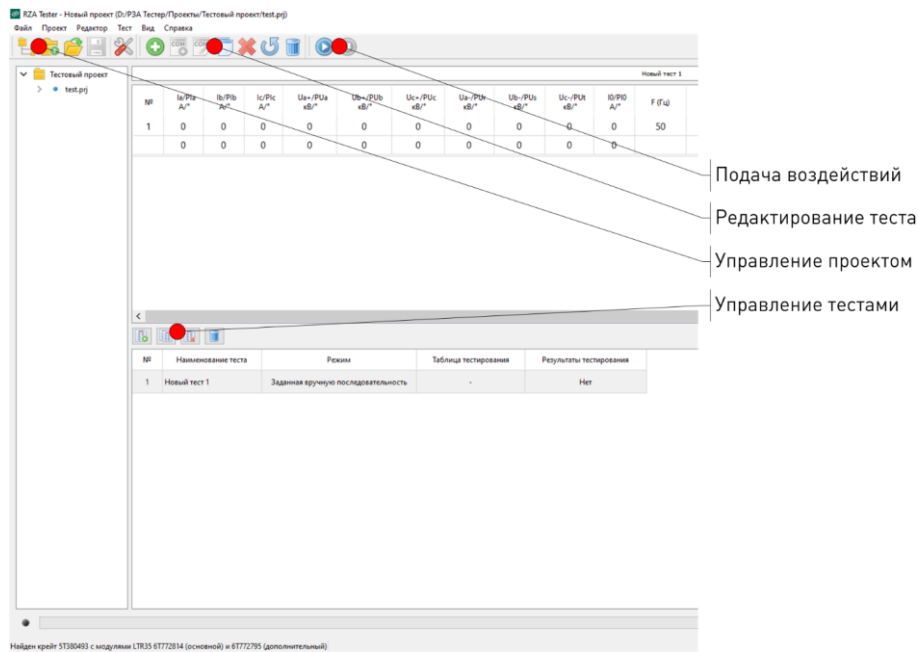 RZA Tester - Новый проект (D:/РЗА Тестер/Проекты/Тестовый проект/test.prj)
Файл Проект Редактор Тест Вид Справка
Тестовый проект
test.prj
Новый тест 1
№ Ia/PIa А/° Ib/PIb А/° Ic/PIc А/° Ua+/PUa кВ/° Ub+/PUb кВ/° Uc+/PUc кВ/° Ua-/PUr кВ/° Ub-/PUs кВ/° Uc-/PUt кВ/° I0/PI0 А/° F (Гц)
1 0 0 0 0 0 0 0 0 0 0 50
0 0 0 0 0 0 0 0 0 0
Подача воздействий
Редактирование теста
Управление проектом
Управление тестами
№ Наименование теста Режим Таблица тестирования Результаты тестирования
1 Новый тест 1 Заданная вручную последовательность - Нет
Найден крейт 5T380493 с модулями LTR35 6T772814 (основной) и 6T772795 (дополнительный)